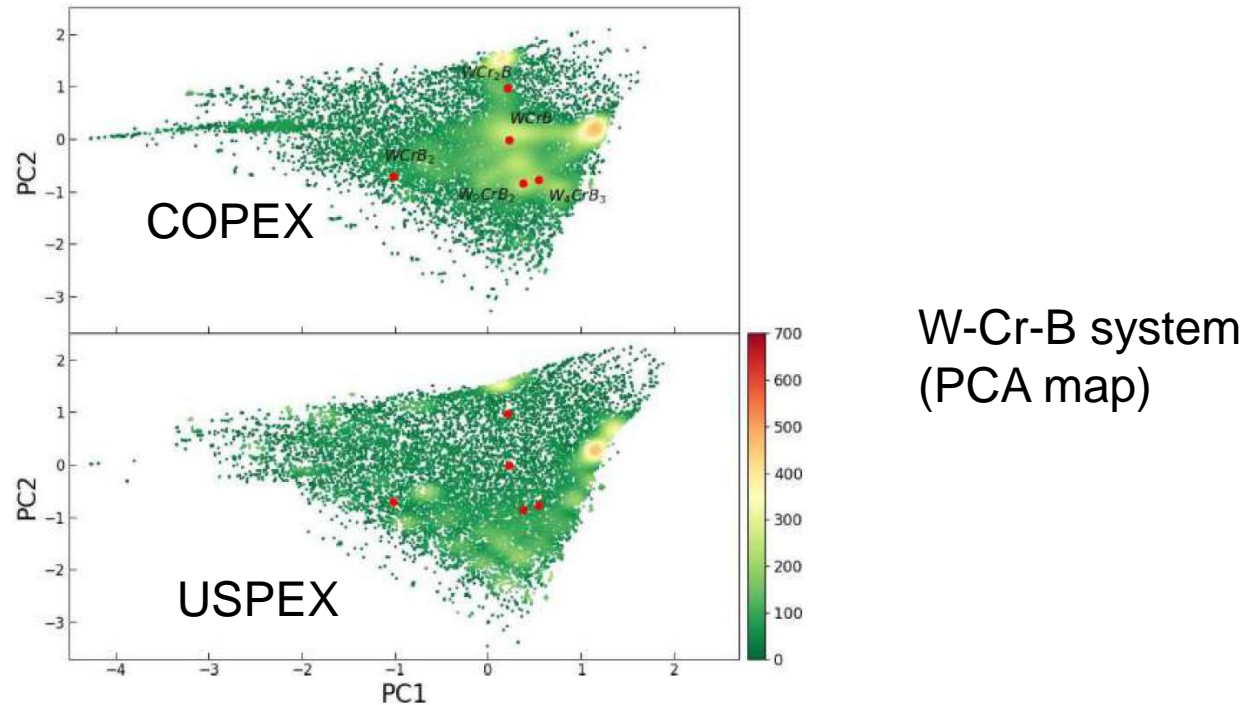 2
1
0
−1
−2
−3
PC2
WCr₂B
WCrB
WCrB₂
W₂CrB₂
W₄CrB₃
COPEX
2
1
0
−1
−2
−3
PC2
USPEX
−4 −3 −2 −1 0 1 2
PC1
700
600
500
400
300
200
100
0
W-Cr-B system
(PCA map)